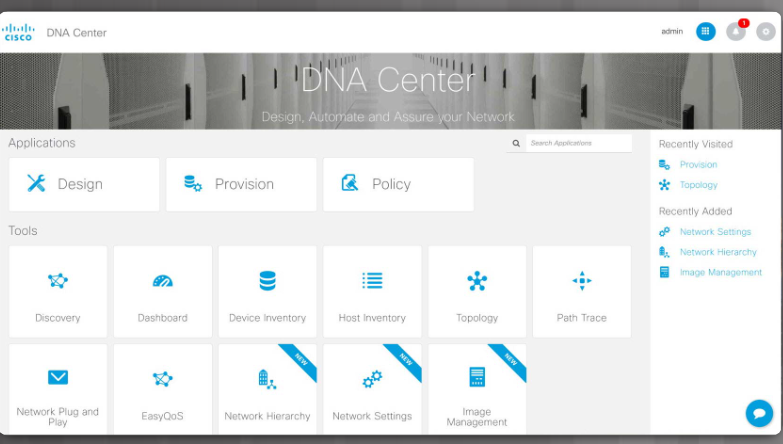 CISCO
DNA Center
admin
1
DNA Center
Design, Automate and Assure your Network
Applications
Search Applications
Design
Provision
Policy
Tools
Discovery
Dashboard
Device Inventory
Host Inventory
Topology
Path Trace
Network Plug and
Play
EasyQoS
NEW
Network Hierarchy
NEW
Network Settings
NEW
Image
Management
Recently Visited
Provision
Topology
Recently Added
Network Settings
Network Hierarchy
Image Management